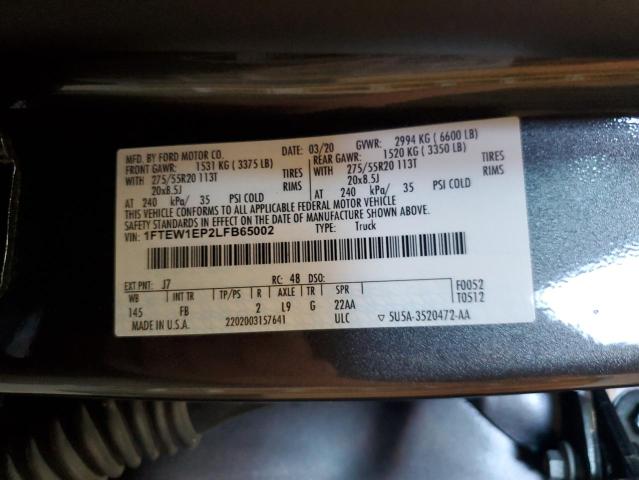 MFD. BY FORD MOTOR CO.
03/20
GVWR: 2994 KG ( 6600 LB)
FRONT GAWR: 1531 KG ( 3375 LB)
REAR GAWR: 1520 KG ( 3350 LB)
WITH 275/55R20 113T TIRES
WITH 275/55R20 113T TIRES
20x8.5J RIMS
20x8.5J RIMS
AT 240 kPa/ 35 PSI COLD
AT 240 kPa/ 35 PSI COLD
THIS VEHICLE CONFORMS TO ALL APPLICABLE FEDERAL MOTOR VEHICLE
SAFETY STANDARDS IN EFFECT ON THE DATE OF MANUFACTURE SHOWN ABOVE.
VIN: 1FTEW1EP2LFB65002
TYPE: Truck
EXT PNT: J7 RC: 48 DSO:
F0052
WB INT TR TP/PS R AXLE TR SPR
T0512
145 FB 2 L9 G 22AA
MADE IN U.S.A. 2202003157641 ULC ▽ 5U5A-3520472-AA